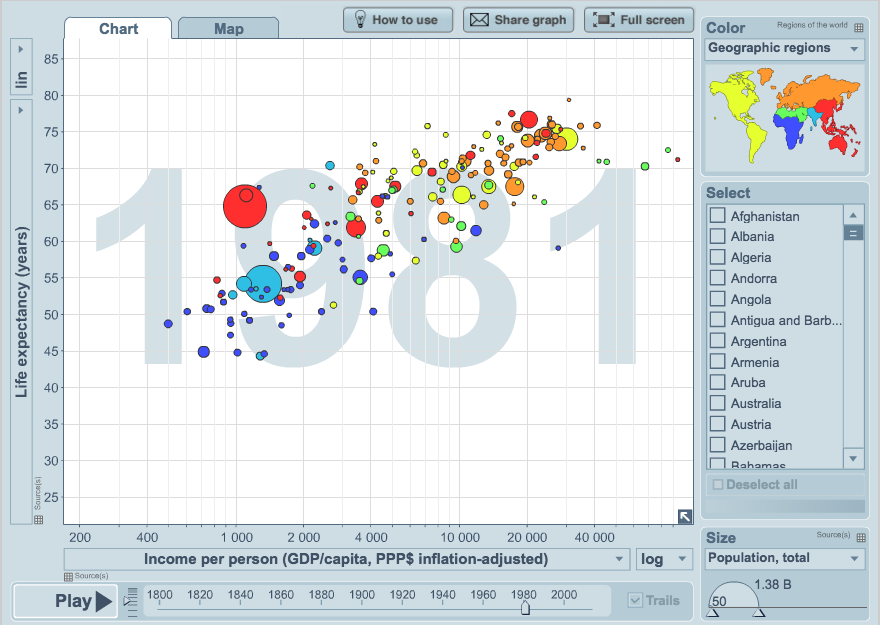 Chart
Map
How to use
Share graph
Full screen
Color
Regions of the world
Geographic regions
Select
Afghanistan
Albania
Algeria
Andorra
Angola
Antigua and Barb...
Argentina
Armenia
Aruba
Australia
Austria
Azerbaijan
Bahamas
Deselect all
Size
Source(s)
Population, total
1.38 B
50
lin
Life expectancy (years)
Source(s)
85
80
75
70
65
60
55
50
45
40
35
30
25
1981
200 400 1 000 2 000 4 000 10 000 20 000 40 000
Income per person (GDP/capita, PPP$ inflation-adjusted)
log
Source(s)
Play
1800 1820 1840 1860 1880 1900 1920 1940 1960 1980 2000
Trails